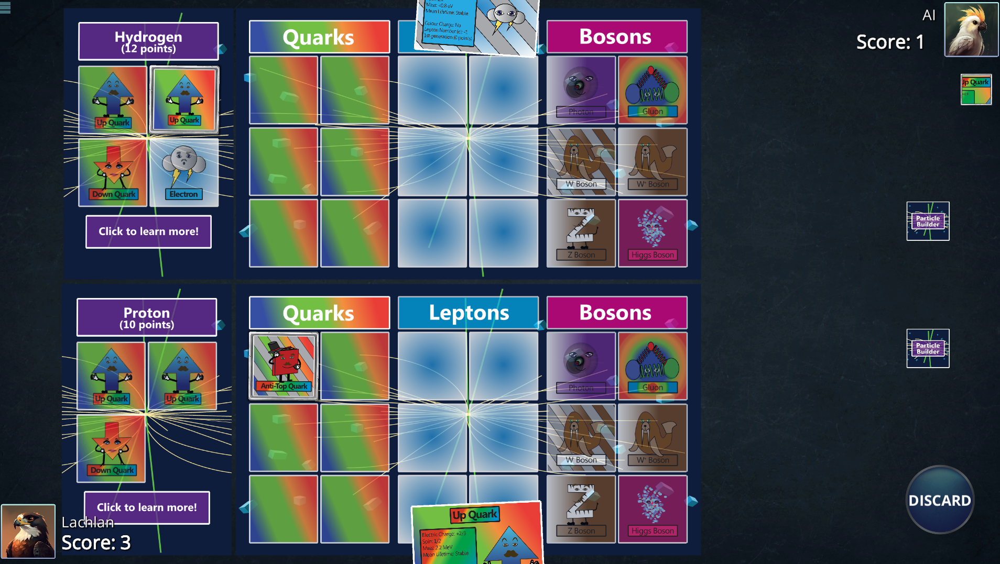 Hydrogen
(12 points)
Up Quark
Up Quark
Down Quark
Electron
Click to learn more!
Quarks
Mass: <0.8 eV
Mean Lifetime: Stable
Colour Charge: No
Lepton Number (e): -1
1st generation (0 points)
Bosons
Photon
Gluon
W⁻ Boson
W⁺ Boson
Z Boson
Higgs Boson
AI
Score: 1
Up Quark
Particle
Builder
Proton
(10 points)
Up Quark
Up Quark
Down Quark
Click to learn more!
Lachlan
Score: 3
Quarks
Leptons
Bosons
Anti-Top Quark
Photon
Gluon
W⁻ Boson
W⁺ Boson
Z Boson
Higgs Boson
Up Quark
Electric Charge: +2/3
Spin: 1/2
Mass: 2.2 MeV
Mean Lifetime: Stable
Particle
Builder
DISCARD